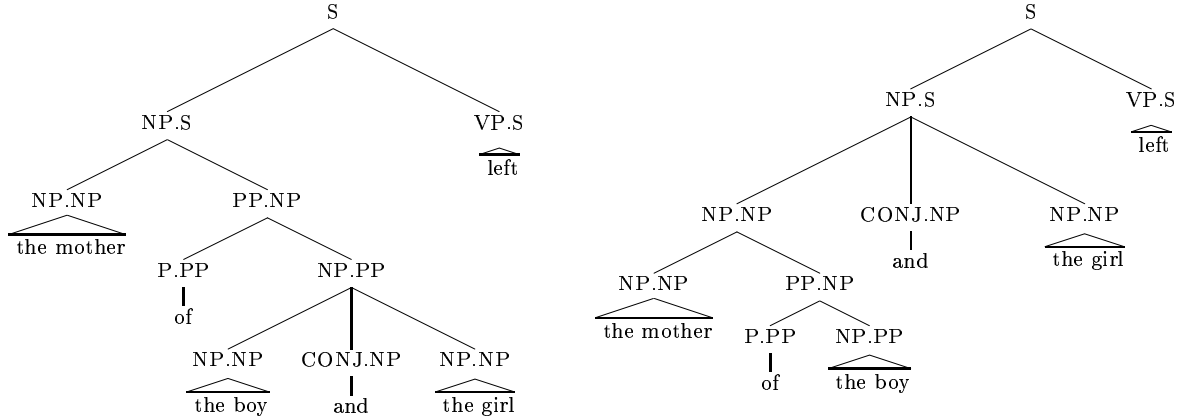 S
NP.S VP.S
left
NP.NP PP.NP
the mother
P.PP NP.PP
of
NP.NP CONJ.NP NP.NP
the boy and the girl
S
NP.S VP.S
left
NP.NP CONJ.NP NP.NP
and the girl
NP.NP PP.NP
the mother
P.PP NP.PP
of the boy